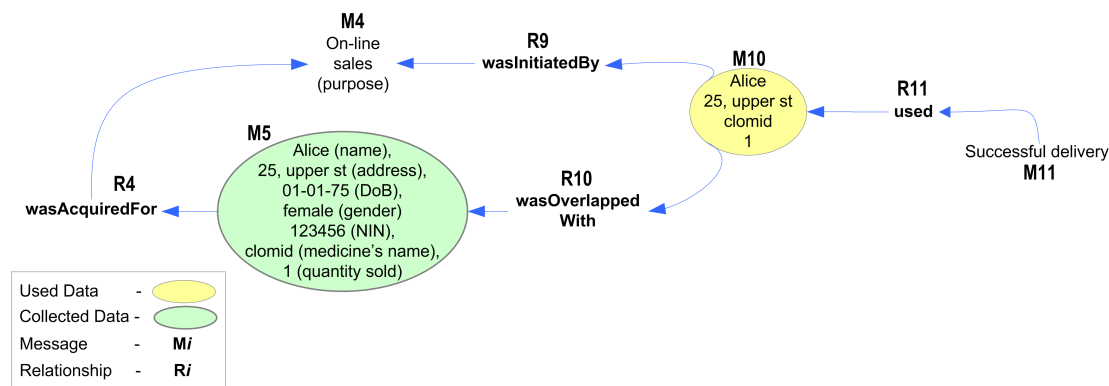 M4
On-line
sales
(purpose)
R9
wasInitiatedBy
M10
Alice
25, upper st
clomid
1
R11
used
Successful delivery
M11
M5
Alice (name),
25, upper st (address),
01-01-75 (DoB),
female (gender)
123456 (NIN),
clomid (medicine's name),
1 (quantity sold)
R4
wasAcquiredFor
R10
wasOverlapped
With
Used Data -
Collected Data -
Message - Mi
Relationship - Ri